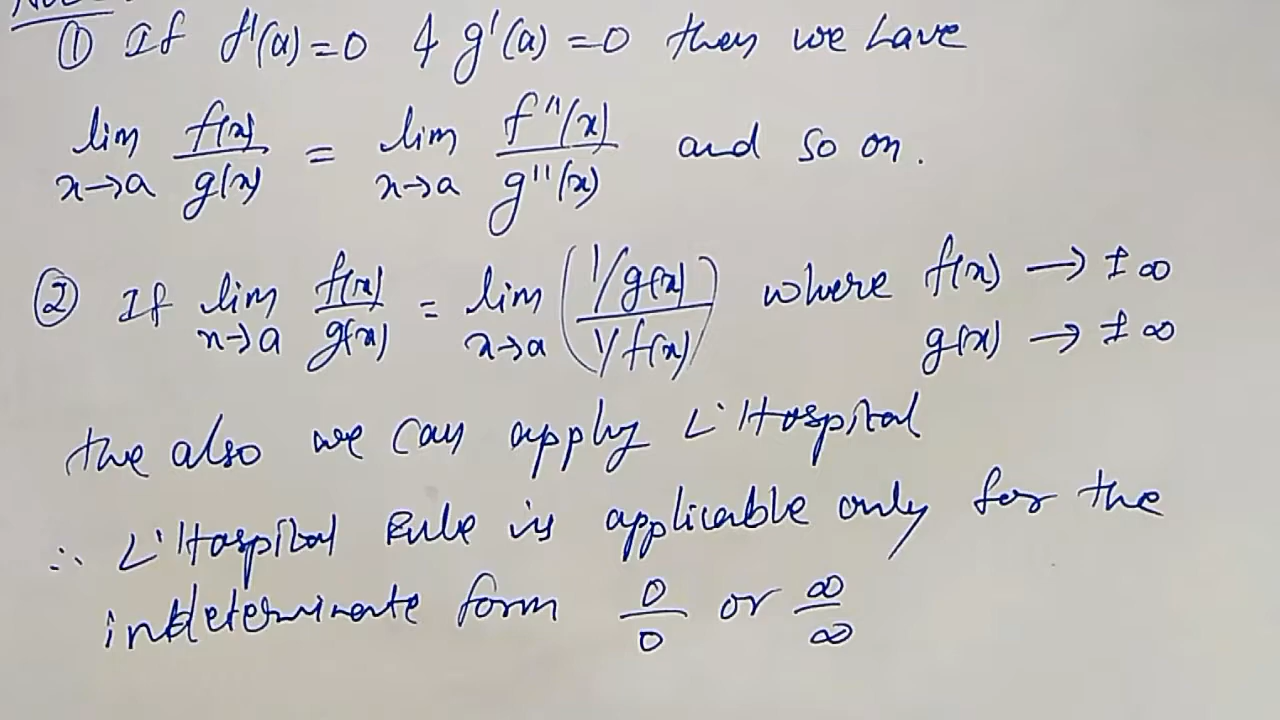 ① If f'(a)=0 & g'(a)=0 then we have
lim x→a f(x)/g(x) = lim x→a f''(x)/g''(x) and so on.
② If lim x→a f(x)/g(x) = lim x→a (1/g(x) / 1/f(x)) where f(x) → ±∞
g(x) → ±∞
the also we can apply L'Hospital
∴ L'Hospital Rule is applicable only for the
indeterminate form 0/0 or ∞/∞